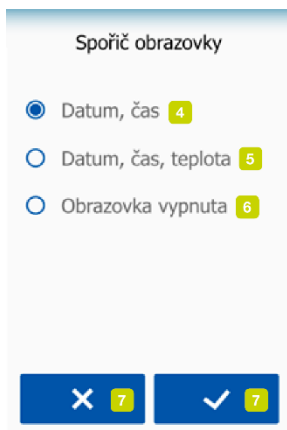 Spořič obrazovky
Datum, čas 4
Datum, čas, teplota 5
Obrazovka vypnuta 6
7 7